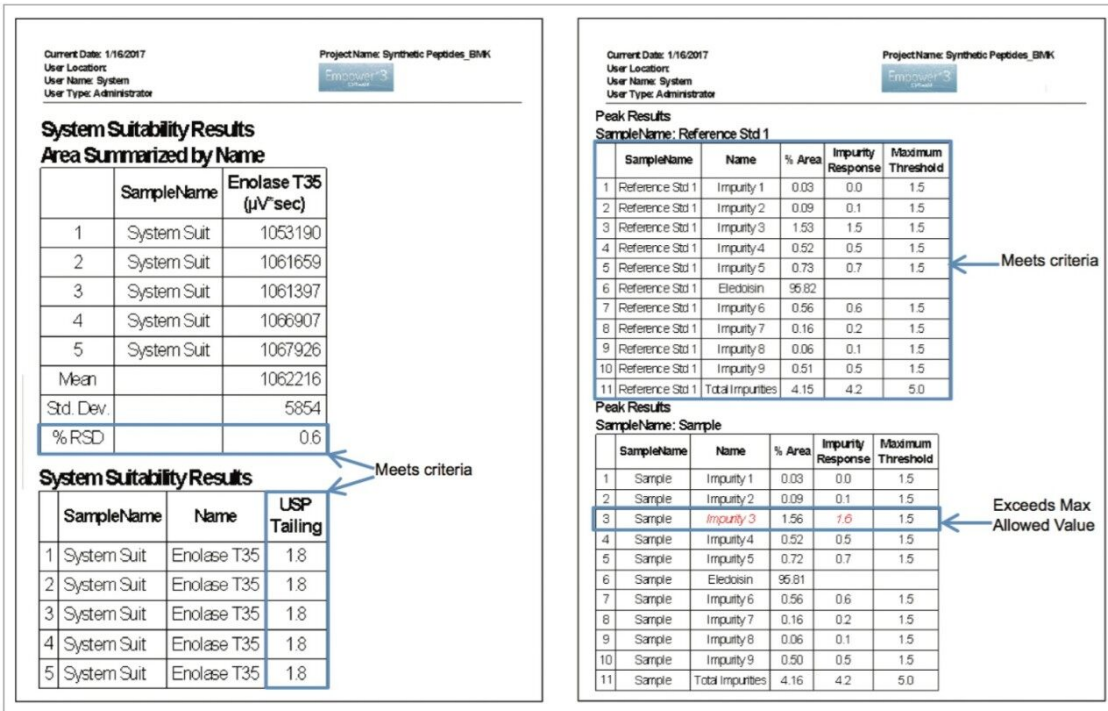 Current Date: 1/16/2017
Project Name: Synthetic Peptides_BMK
User Location:
User Name: System
User Type: Administrator
Empower®3
SOFTWARE
System Suitability Results
Area Summarized by Name
SampleName Enolase T35 (µV*sec)
1 System Suit 1053190
2 System Suit 1061659
3 System Suit 1061397
4 System Suit 1066907
5 System Suit 1067926
Mean 1062216
Std. Dev. 5854
% RSD 0.6
Meets criteria
System Suitability Results
SampleName Name USP Tailing
1 System Suit Enolase T35 1.8
2 System Suit Enolase T35 1.8
3 System Suit Enolase T35 1.8
4 System Suit Enolase T35 1.8
5 System Suit Enolase T35 1.8
Current Date: 1/16/2017
Project Name: Synthetic Peptides_BMK
User Location:
User Name: System
User Type: Administrator
Empower®3
SOFTWARE
Peak Results
SampleName: Reference Std 1
SampleName Name % Area Impurity Response Maximum Threshold
1 Reference Std 1 Impurity 1 0.03 0.0 1.5
2 Reference Std 1 Impurity 2 0.09 0.1 1.5
3 Reference Std 1 Impurity 3 1.53 1.5 1.5
4 Reference Std 1 Impurity 4 0.52 0.5 1.5
5 Reference Std 1 Impurity 5 0.73 0.7 1.5
6 Reference Std 1 Eledoisin 95.82
7 Reference Std 1 Impurity 6 0.56 0.6 1.5
8 Reference Std 1 Impurity 7 0.16 0.2 1.5
9 Reference Std 1 Impurity 8 0.06 0.1 1.5
10 Reference Std 1 Impurity 9 0.51 0.5 1.5
11 Reference Std 1 Total Impurities 4.15 4.2 5.0
Meets criteria
Peak Results
SampleName: Sample
SampleName Name % Area Impurity Response Maximum Threshold
1 Sample Impurity 1 0.03 0.0 1.5
2 Sample Impurity 2 0.09 0.1 1.5
3 Sample Impurity 3 1.56 1.6 1.5
4 Sample Impurity 4 0.52 0.5 1.5
5 Sample Impurity 5 0.72 0.7 1.5
6 Sample Eledoisin 95.81
7 Sample Impurity 6 0.56 0.6 1.5
8 Sample Impurity 7 0.16 0.2 1.5
9 Sample Impurity 8 0.06 0.1 1.5
10 Sample Impurity 9 0.50 0.5 1.5
11 Sample Total Impurities 4.16 4.2 5.0
Exceeds Max
Allowed Value